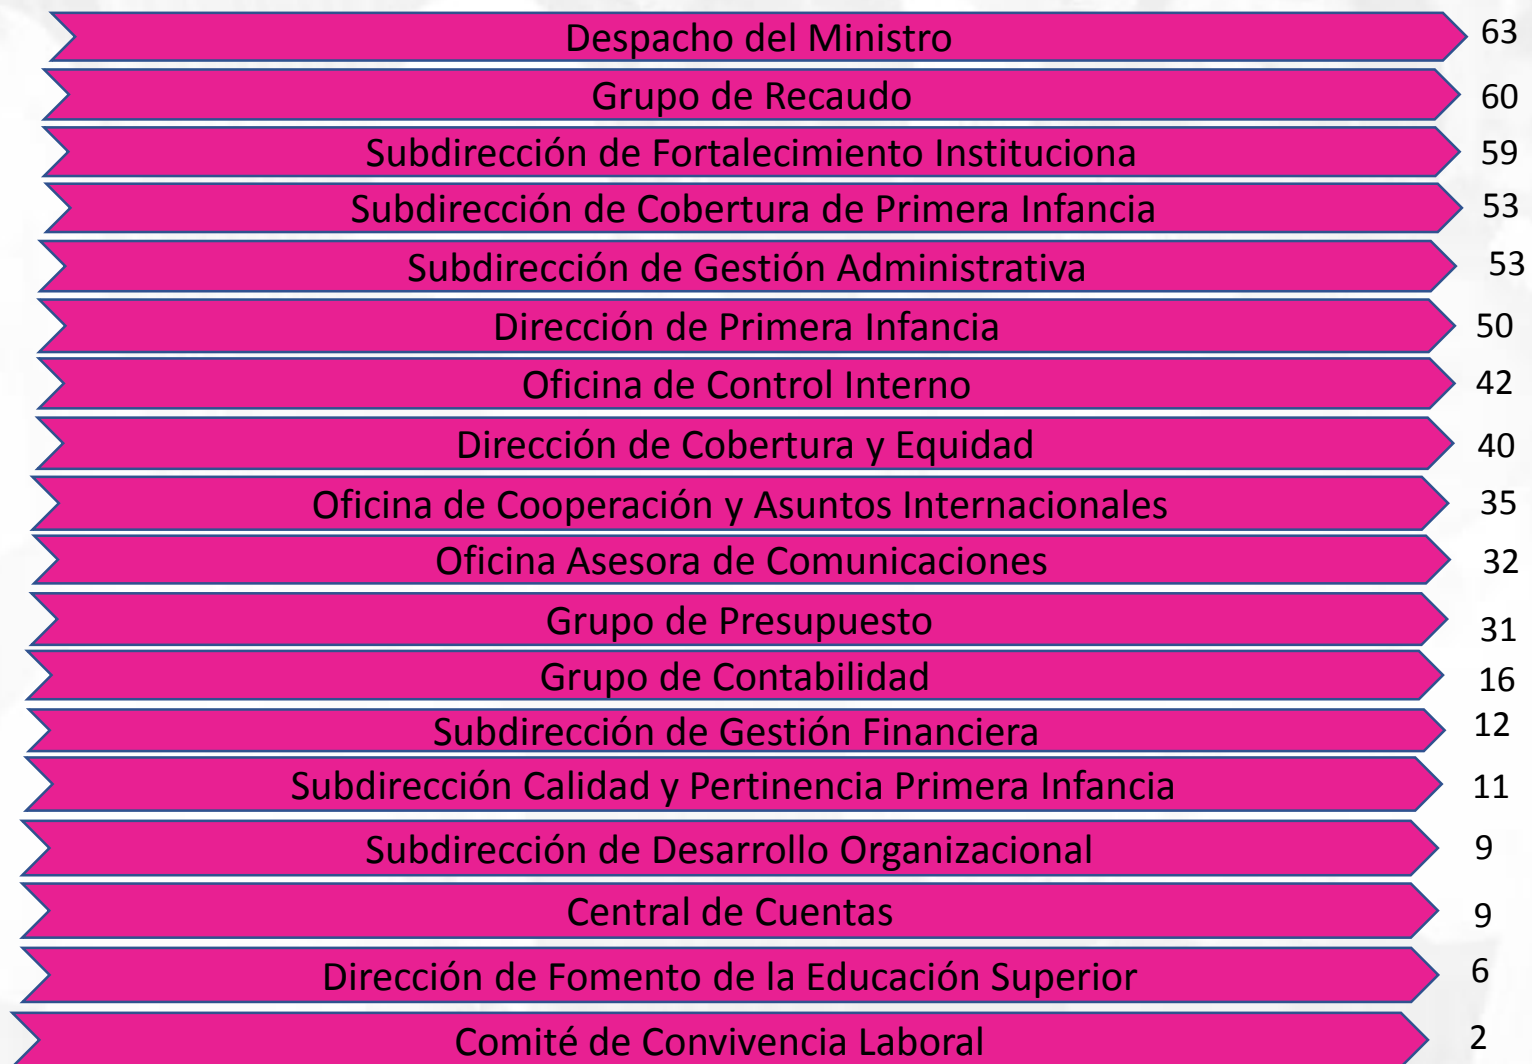 Despacho del Ministro 63
Grupo de Recaudo 60
Subdirección de Fortalecimiento Instituciona 59
Subdirección de Cobertura de Primera Infancia 53
Subdirección de Gestión Administrativa 53
Dirección de Primera Infancia 50
Oficina de Control Interno 42
Dirección de Cobertura y Equidad 40
Oficina de Cooperación y Asuntos Internacionales 35
Oficina Asesora de Comunicaciones 32
Grupo de Presupuesto 31
Grupo de Contabilidad 16
Subdirección de Gestión Financiera 12
Subdirección Calidad y Pertinencia Primera Infancia 11
Subdirección de Desarrollo Organizacional 9
Central de Cuentas 9
Dirección de Fomento de la Educación Superior 6
Comité de Convivencia Laboral 2